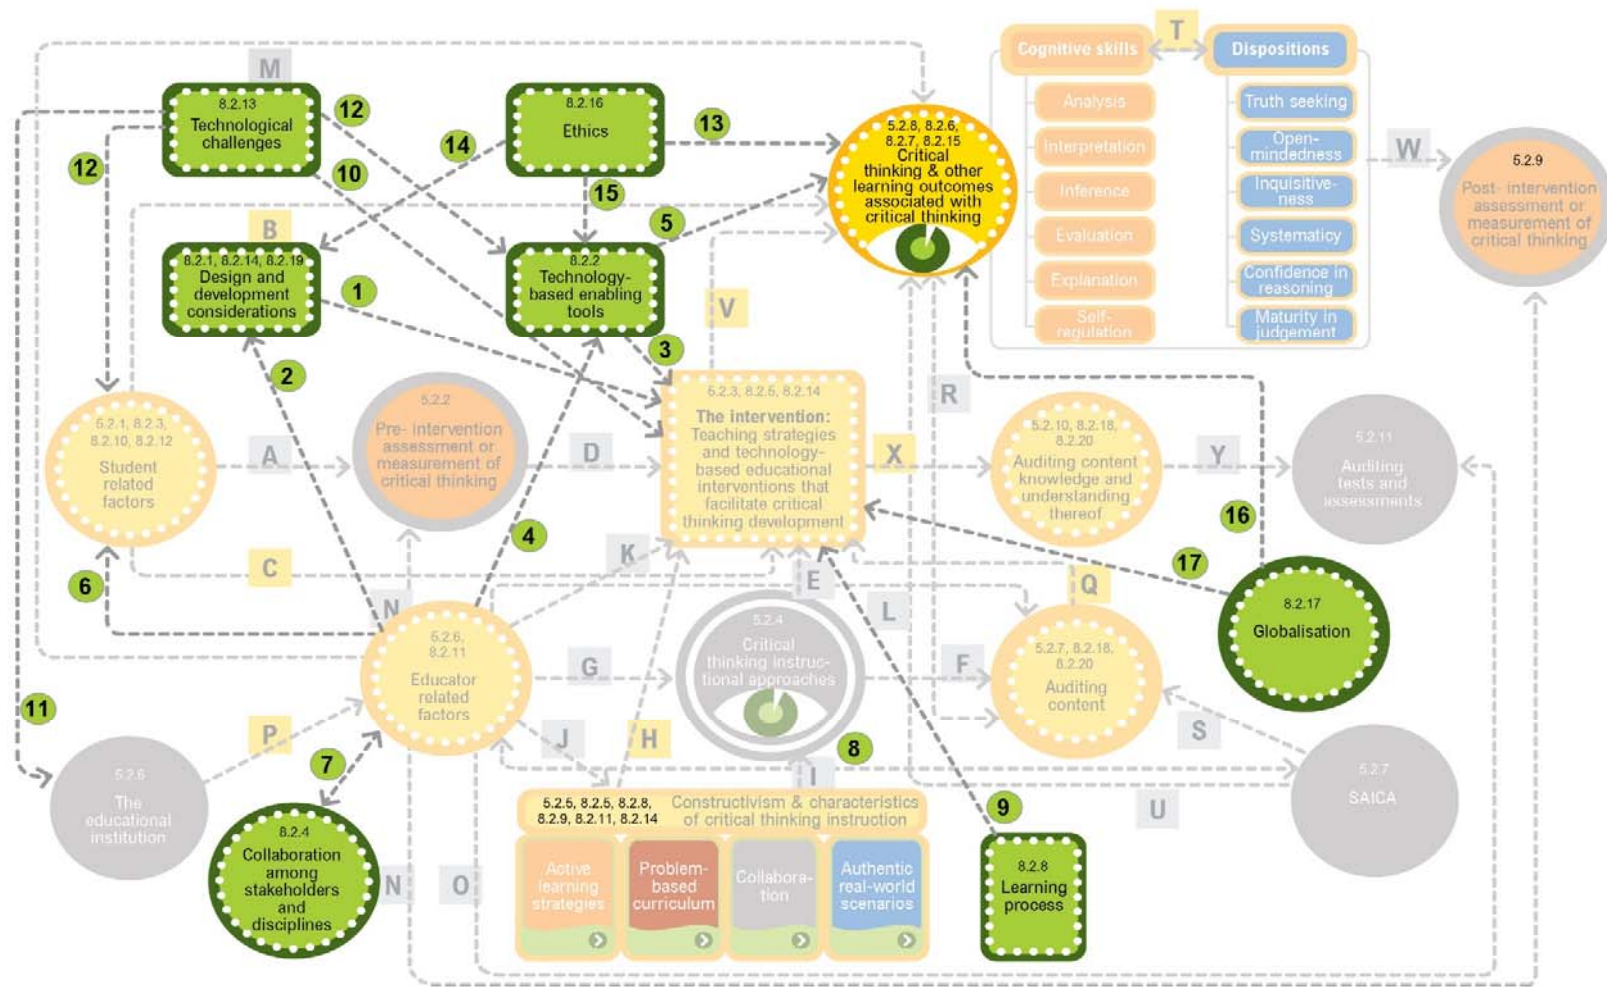 M
8.2.13
Technological
challenges
12
12
10
8.2.16
Ethics
14
13
15
5
5.2.8, 8.2.6,
8.2.7, 8.2.15
Critical
thinking & other
learning outcomes
associated with
critical thinking
Cognitive skills
T
Dispositions
Analysis
Interpretation
Inference
Evaluation
Explanation
Self-
regulation
Truth seeking
Open-
mindedness
Inquisitive-
ness
Systematicy
Confidence in
reasoning
Maturity in
judgement
W
5.2.9
Post- intervention
assessment or
measurement of
critical thinking
B
8.2.1, 8.2.14, 8.2.19
Design and
development
considerations
1
8.2.2
Technology-
based enabling
tools
3
V
2
R
5.2.1, 8.2.3,
8.2.10, 8.2.12
Student
related
factors
A
5.2.2
Pre- intervention
assessment or
measurement of
critical thinking
D
5.2.3, 8.2.5, 8.2.14
The intervention:
Teaching strategies
and technology-
based educational
interventions that
facilitate critical
thinking development
X
5.2.10, 8.2.18,
8.2.20
Auditing content
knowledge and
understanding
thereof
Y
5.2.11
Auditing
tests and
assessments
4
16
17
6
C
N
K
E
L
Q
8.2.17
Globalisation
5.2.6,
8.2.11
Educator
related
factors
G
5.2.4
Critical
thinking instruc-
tional approaches
F
5.2.7, 8.2.18,
8.2.20
Auditing
content
11
P
J
H
8
I
S
U
7
5.2.6
The
educational
institution
5.2.7
SAICA
8.2.4
Collaboration
among
stakeholders
and
disciplines
N
O
5.2.5, 8.2.5, 8.2.8,
8.2.9, 8.2.11, 8.2.14
Constructivism & characteristics
of critical thinking instruction
Active
learning
strategies
Problem-
based
curriculum
Collabora-
tion
Authentic
real-world
scenarios
9
8.2.8
Learning
process